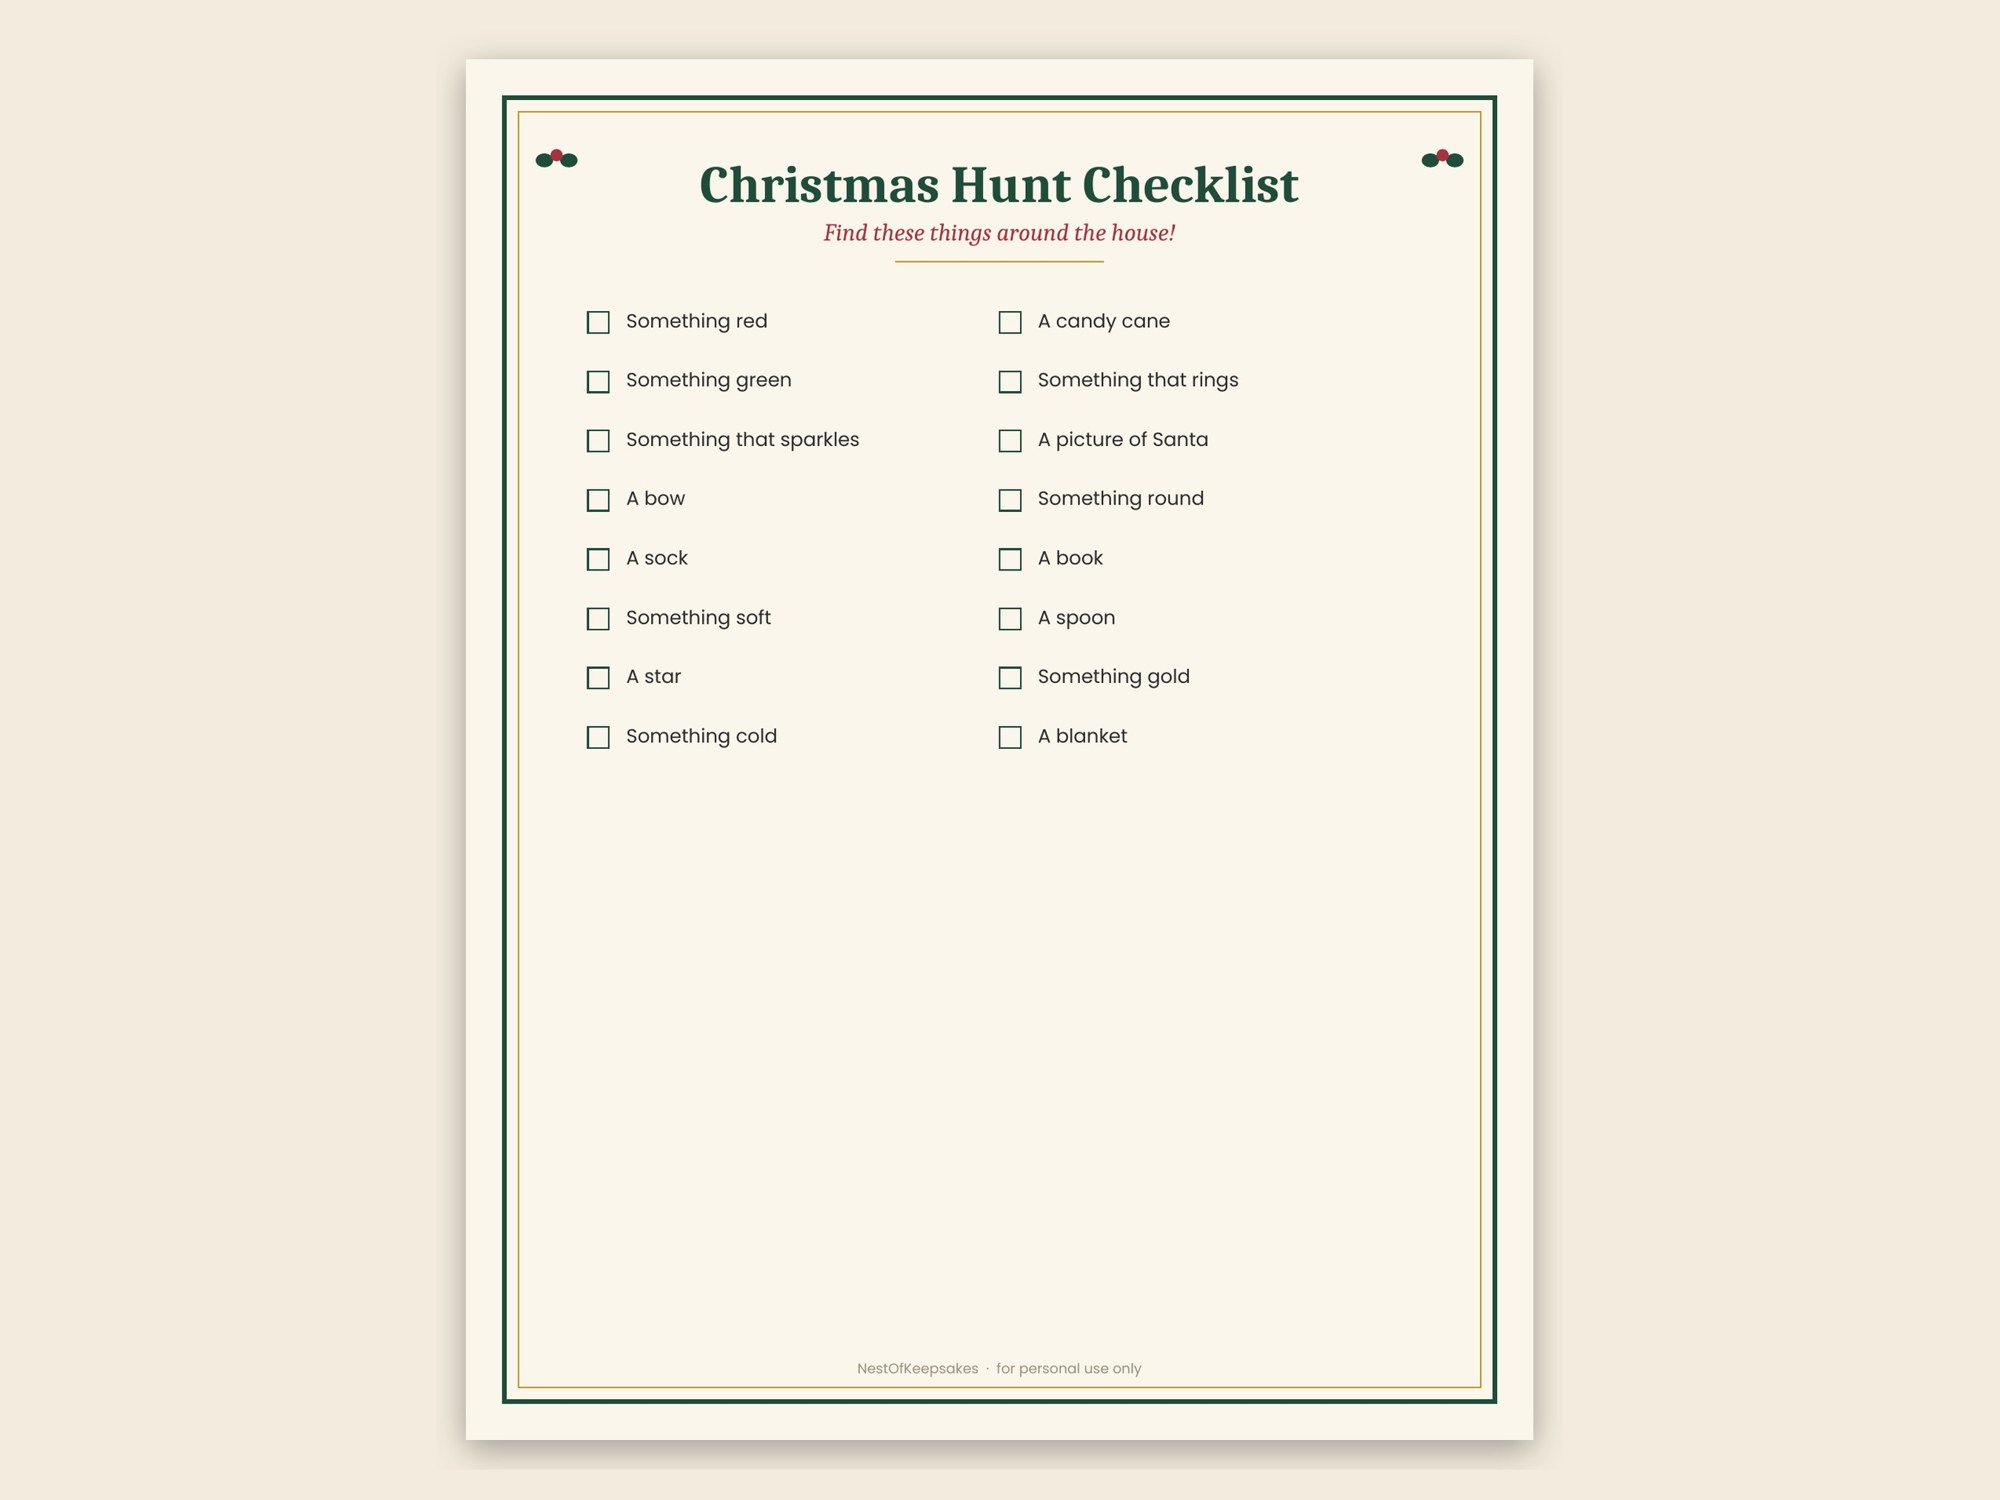 Christmas Hunt Checklist
Find these things around the house!
Something red
Something green
Something that sparkles
A bow
A sock
Something soft
A star
Something cold
A candy cane
Something that rings
A picture of Santa
Something round
A book
A spoon
Something gold
A blanket
NestOfKeepsakes · for personal use only